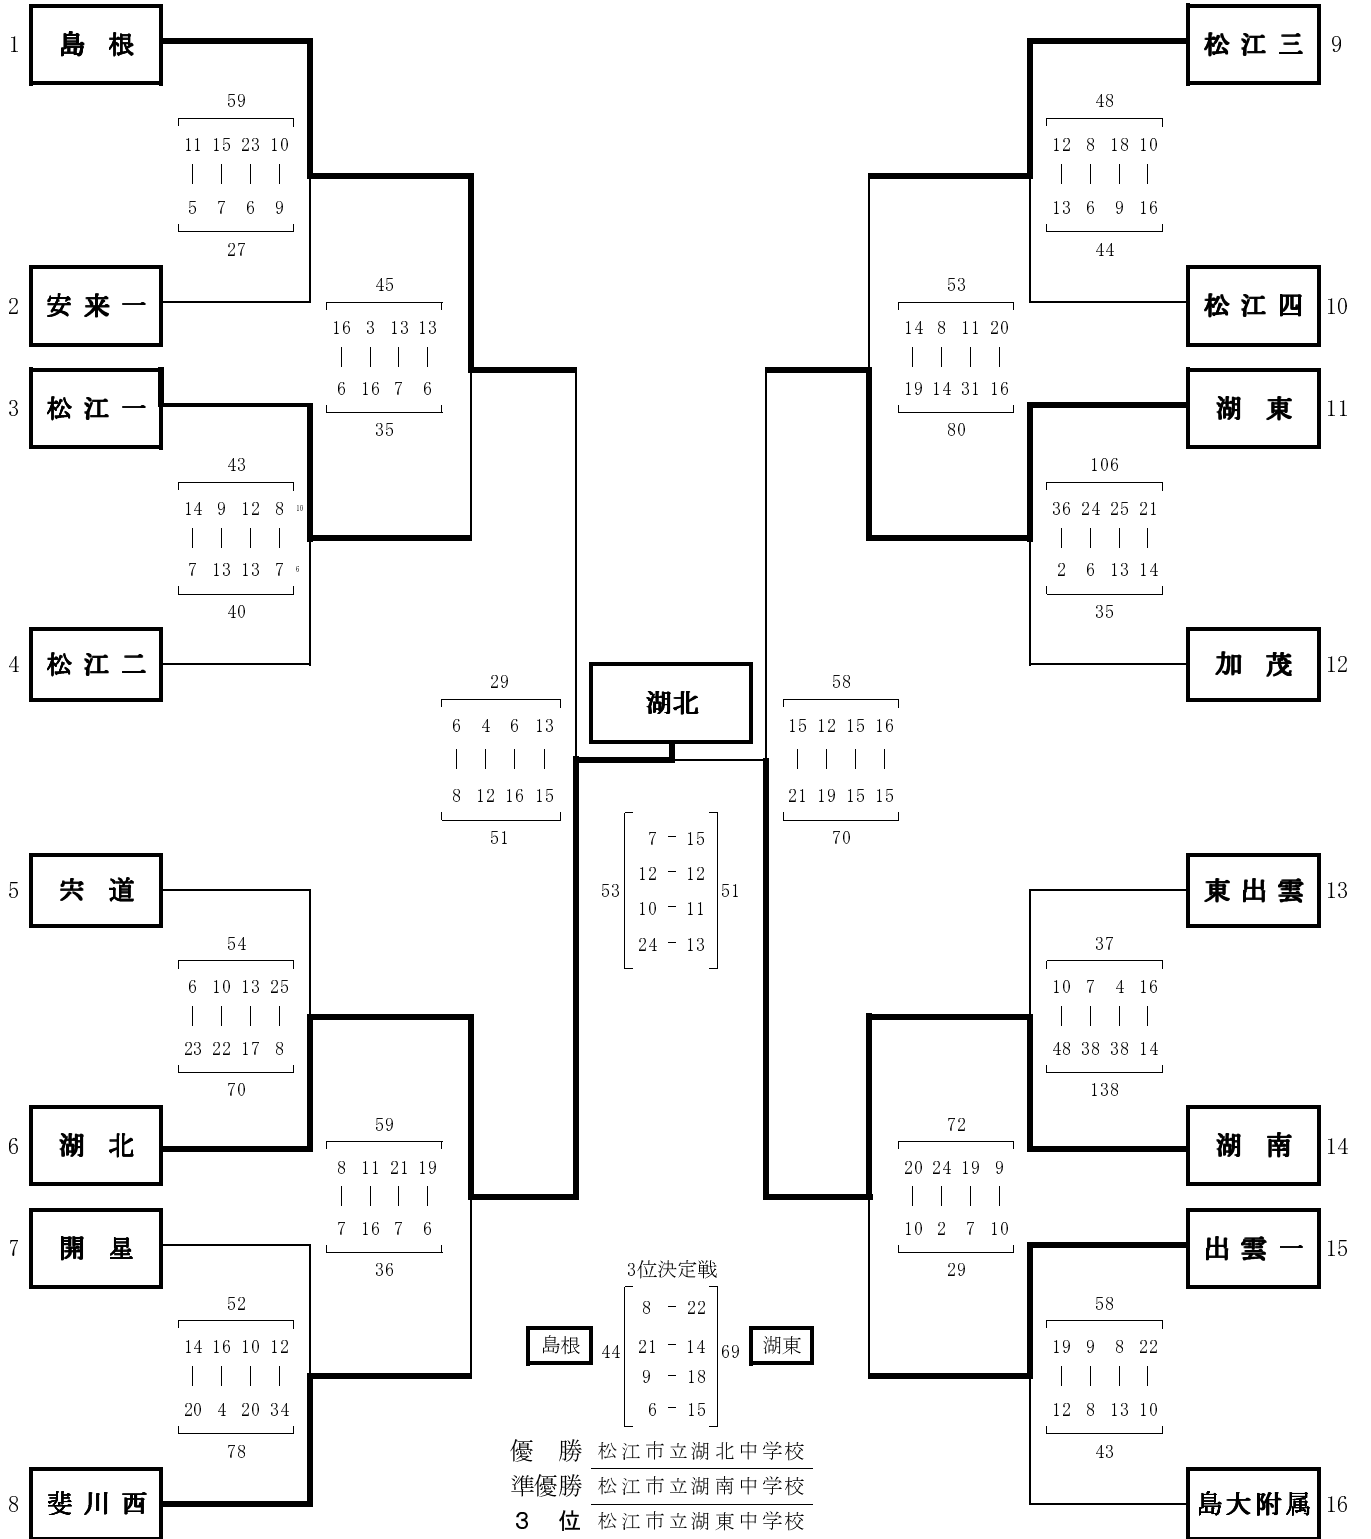 1 島 根
59
11 15 23 10
5 7 6 9
27
2 安 来 一
45
16 3 13 13
6 16 7 6
35
3 松 江 一
43
14 9 12 8 10
7 13 13 7 6
40
4 松 江 二
29
6 4 6 13
8 12 16 15
51
5 宍 道
54
6 10 13 25
23 22 17 8
70
6 湖 北
59
8 11 21 19
7 16 7 6
36
7 開 星
52
14 16 10 12
20 4 20 34
78
8 斐 川 西
湖北
53 51
7 - 15
12 - 12
10 - 11
24 - 13
松 江 三 9
48
12 8 18 10
13 6 9 16
44
松 江 四 10
53
14 8 11 20
19 14 31 16
80
湖 東 11
106
36 24 25 21
2 6 13 14
35
加 茂 12
58
15 12 15 16
21 19 15 15
70
東 出 雲 13
37
10 7 4 16
48 38 38 14
138
湖 南 14
72
20 24 19 9
10 2 7 10
29
出 雲 一 15
58
19 9 8 22
12 8 13 10
43
島大附属 16
3位決定戦
島根 44 69 湖東
8 - 22
21 - 14
9 - 18
6 - 15
優 勝 松江市立湖北中学校
準優勝 松江市立湖南中学校
3 位 松江市立湖東中学校